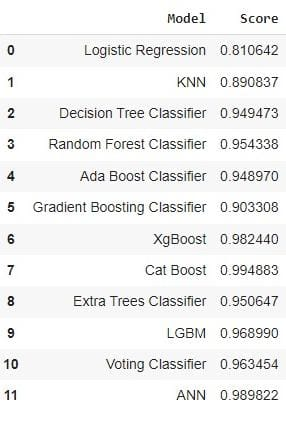 Model Score
0 Logistic Regression 0.810642
1 KNN 0.890837
2 Decision Tree Classifier 0.949473
3 Random Forest Classifier 0.954338
4 Ada Boost Classifier 0.948970
5 Gradient Boosting Classifier 0.903308
6 XgBoost 0.982440
7 Cat Boost 0.994883
8 Extra Trees Classifier 0.950647
9 LGBM 0.968990
10 Voting Classifier 0.963454
11 ANN 0.989822